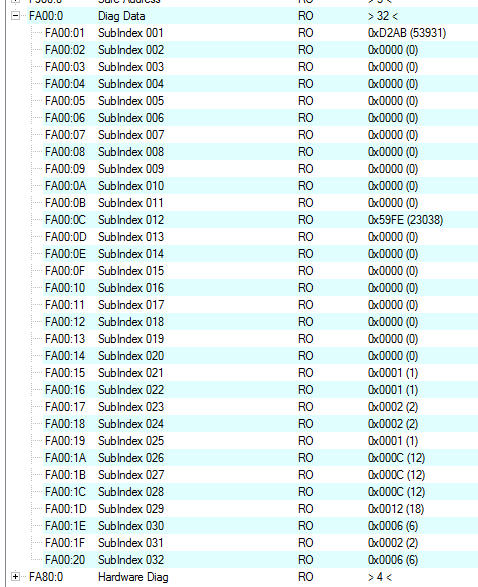 FA00:0 Diag Data RO > 32 <
FA00:01 SubIndex 001 RO 0xD2AB (53931)
FA00:02 SubIndex 002 RO 0x0000 (0)
FA00:03 SubIndex 003 RO 0x0000 (0)
FA00:04 SubIndex 004 RO 0x0000 (0)
FA00:05 SubIndex 005 RO 0x0000 (0)
FA00:06 SubIndex 006 RO 0x0000 (0)
FA00:07 SubIndex 007 RO 0x0000 (0)
FA00:08 SubIndex 008 RO 0x0000 (0)
FA00:09 SubIndex 009 RO 0x0000 (0)
FA00:0A SubIndex 010 RO 0x0000 (0)
FA00:0B SubIndex 011 RO 0x0000 (0)
FA00:0C SubIndex 012 RO 0x59FE (23038)
FA00:0D SubIndex 013 RO 0x0000 (0)
FA00:0E SubIndex 014 RO 0x0000 (0)
FA00:0F SubIndex 015 RO 0x0000 (0)
FA00:10 SubIndex 016 RO 0x0000 (0)
FA00:11 SubIndex 017 RO 0x0000 (0)
FA00:12 SubIndex 018 RO 0x0000 (0)
FA00:13 SubIndex 019 RO 0x0000 (0)
FA00:14 SubIndex 020 RO 0x0000 (0)
FA00:15 SubIndex 021 RO 0x0001 (1)
FA00:16 SubIndex 022 RO 0x0001 (1)
FA00:17 SubIndex 023 RO 0x0002 (2)
FA00:18 SubIndex 024 RO 0x0002 (2)
FA00:19 SubIndex 025 RO 0x0001 (1)
FA00:1A SubIndex 026 RO 0x000C (12)
FA00:1B SubIndex 027 RO 0x000C (12)
FA00:1C SubIndex 028 RO 0x000C (12)
FA00:1D SubIndex 029 RO 0x0012 (18)
FA00:1E SubIndex 030 RO 0x0006 (6)
FA00:1F SubIndex 031 RO 0x0002 (2)
FA00:20 SubIndex 032 RO 0x0006 (6)
FA80:0 Hardware Diag RO > 4 <